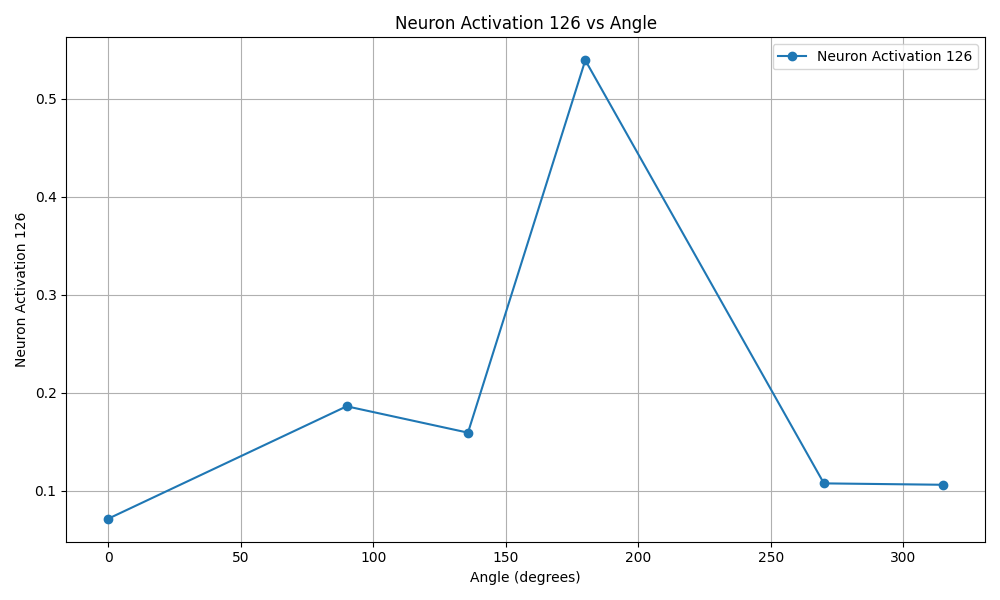 Neuron Activation 126 vs Angle
Neuron Activation 126
Neuron Activation 126
0.5
0.4
0.3
0.2
0.1
0 50 100 150 200 250 300
Angle (degrees)